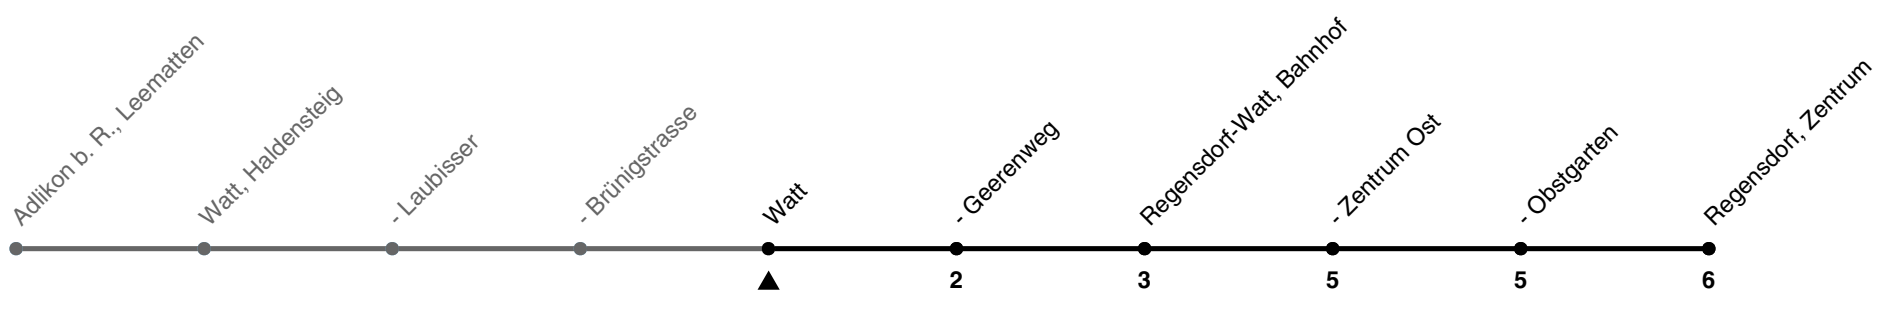 Adlikon b. R., Leematten
Watt, Haldensteig
- Laubisser
- Brünigstrasse
Watt
- Geerenweg
Regensdorf-Watt, Bahnhof
- Zentrum Ost
- Obstgarten
Regensdorf, Zentrum
2 3 5 5 6